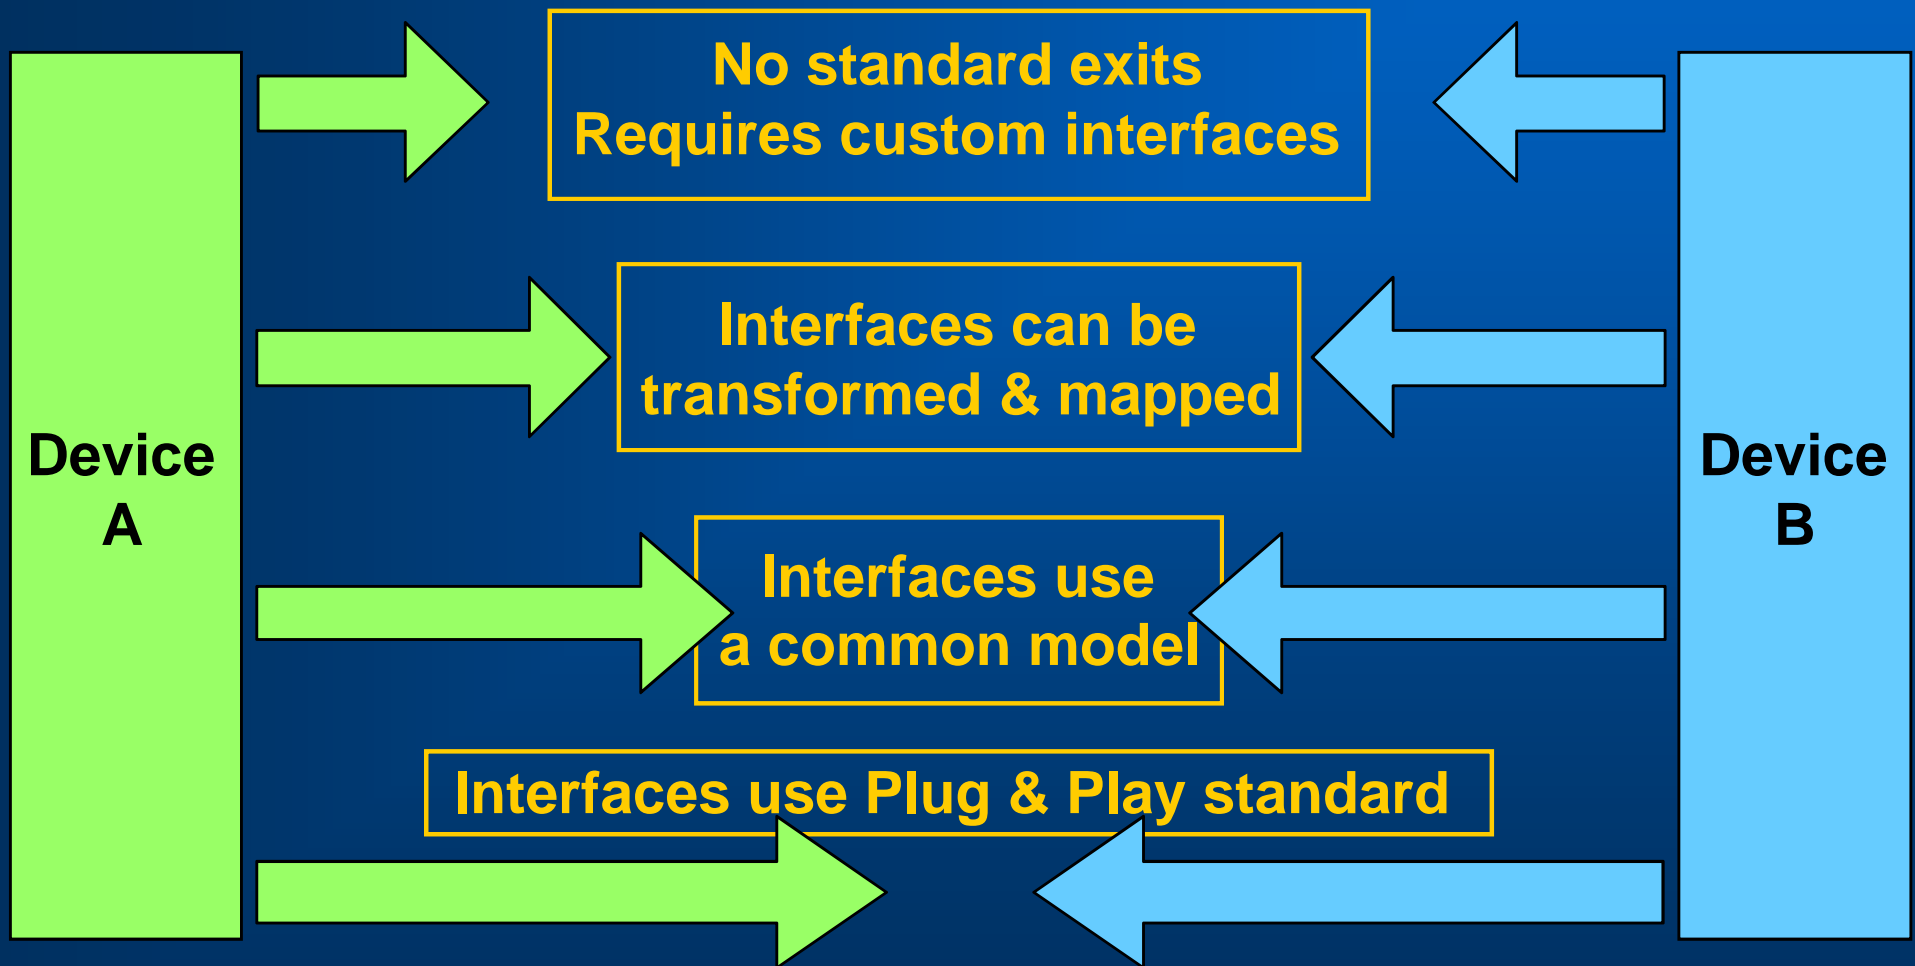 No standard exits
Requires custom interfaces
Interfaces can be
transformed & mapped
Device
A
Device
B
Interfaces use
a common model
Interfaces use Plug & Play standard